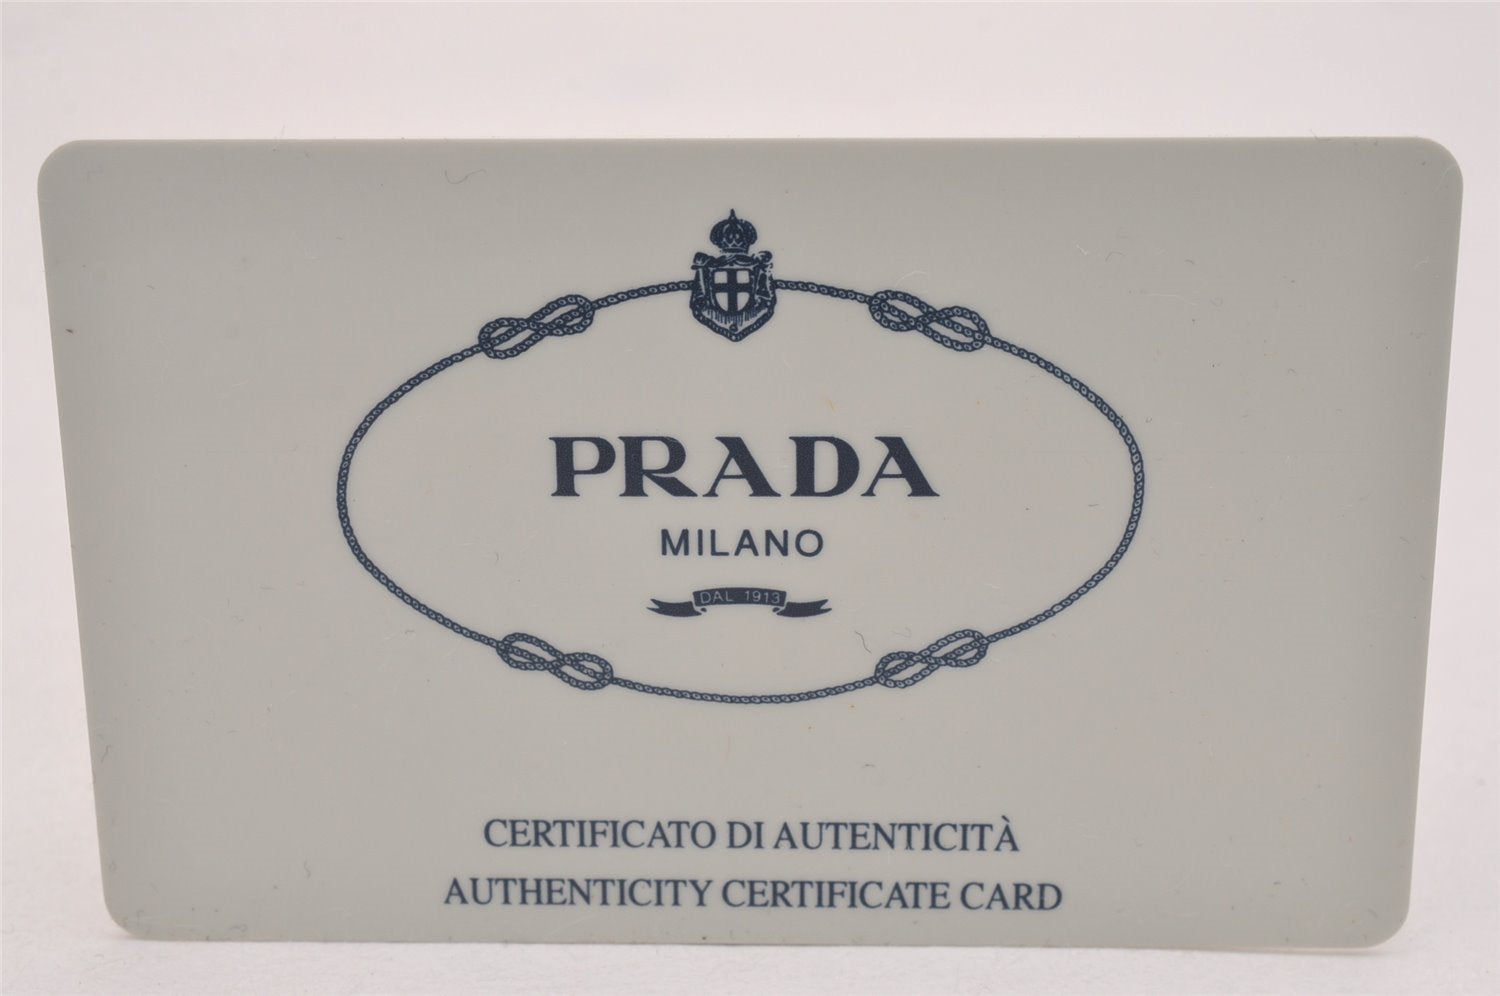 PRADA
MILANO
DAL 1913
CERTIFICATO DI AUTENTICITÀ
AUTHENTICITY CERTIFICATE CARD